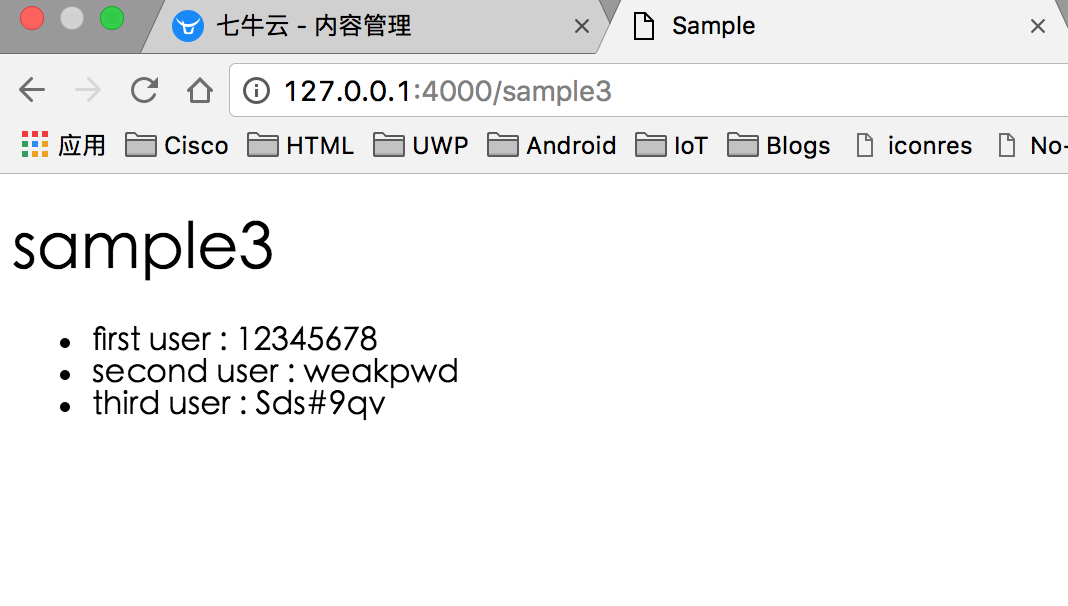 七牛云 - 内容管理
Sample
127.0.0.1:4000/sample3
应用 Cisco HTML UWP Android IoT Blogs iconres No-
sample3
first user : 12345678
second user : weakpwd
third user : Sds#9qv